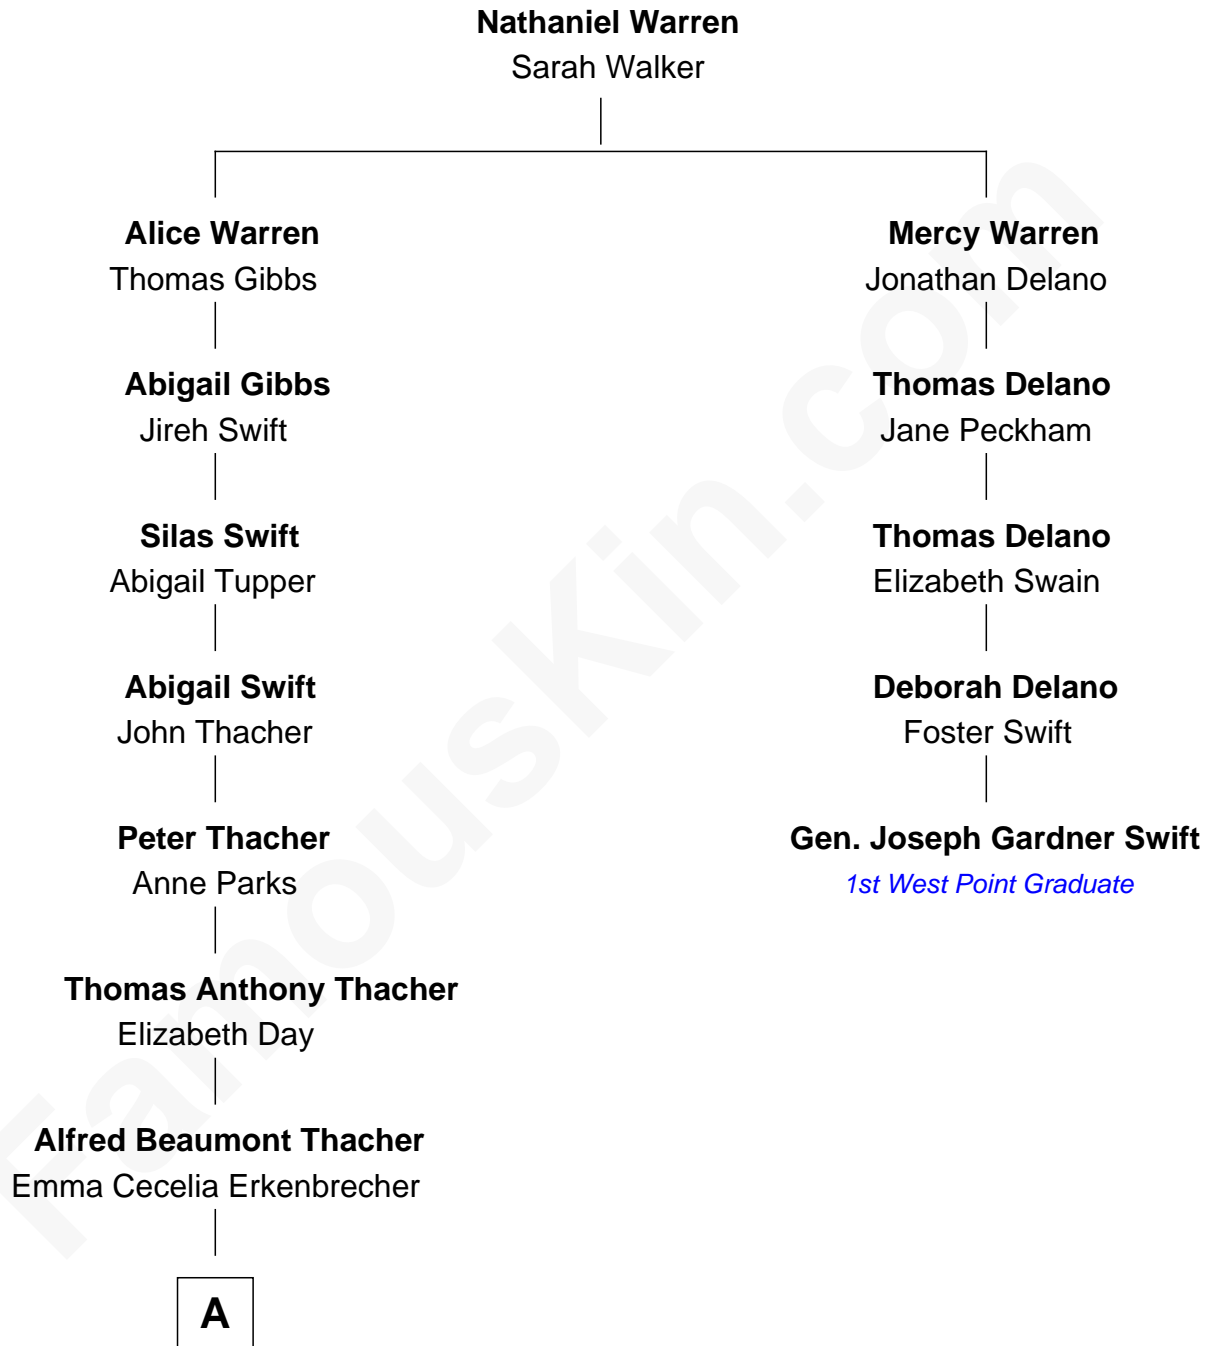 Nathaniel Warren
Sarah Walker
Alice Warren
Thomas Gibbs
Mercy Warren
Jonathan Delano
Abigail Gibbs
Jireh Swift
Thomas Delano
Jane Peckham
Silas Swift
Abigail Tupper
Thomas Delano
Elizabeth Swain
Abigail Swift
John Thacher
Deborah Delano
Foster Swift
Peter Thacher
Anne Parks
Gen. Joseph Gardner Swift
1st West Point Graduate
Thomas Anthony Thacher
Elizabeth Day
Alfred Beaumont Thacher
Emma Cecelia Erkenbrecher
A
FamousKin.com